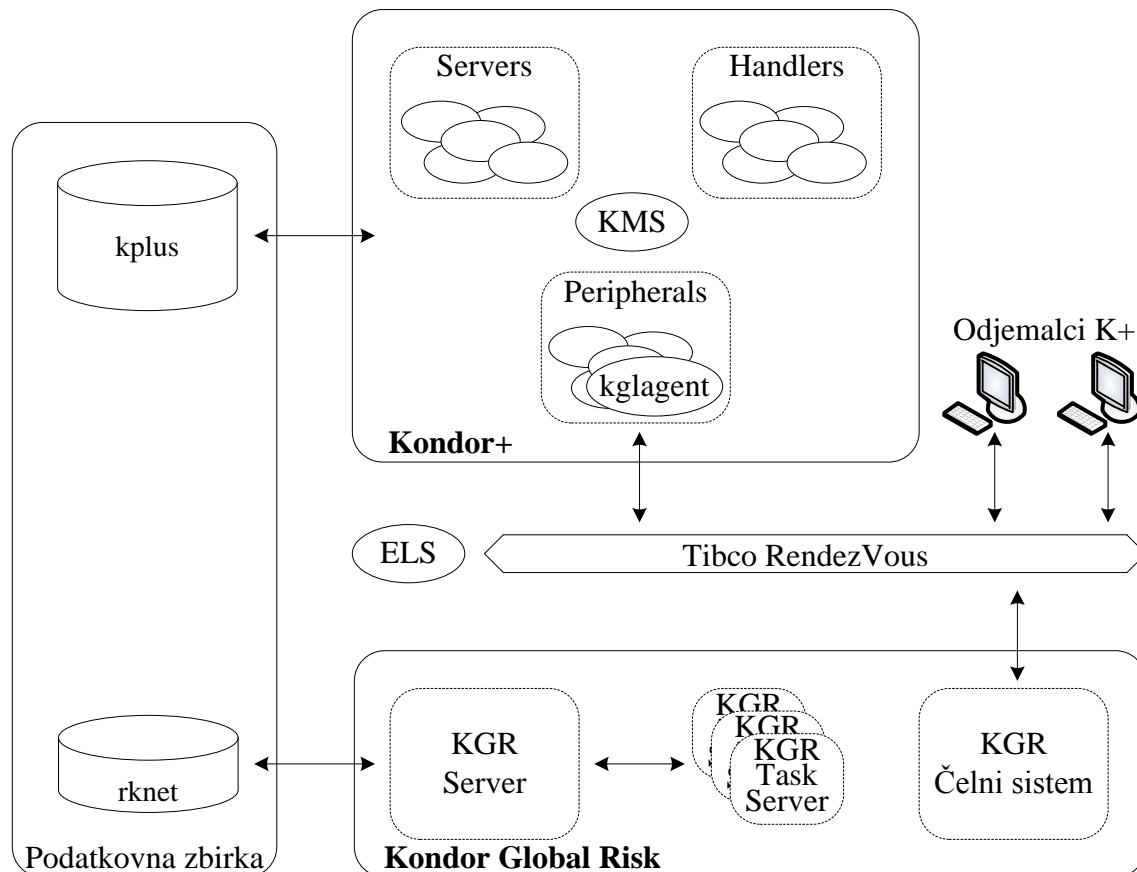 Servers
Handlers
kplus
KMS
Peripherals
kglagent
Kondor+
Odjemalci K+
ELS
Tibco RendezVous
KGR
KGR
KGR
Task
Server
KGR
Server
KGR
Čelni sistem
rknet
Podatkovna zbirka
Kondor Global Risk